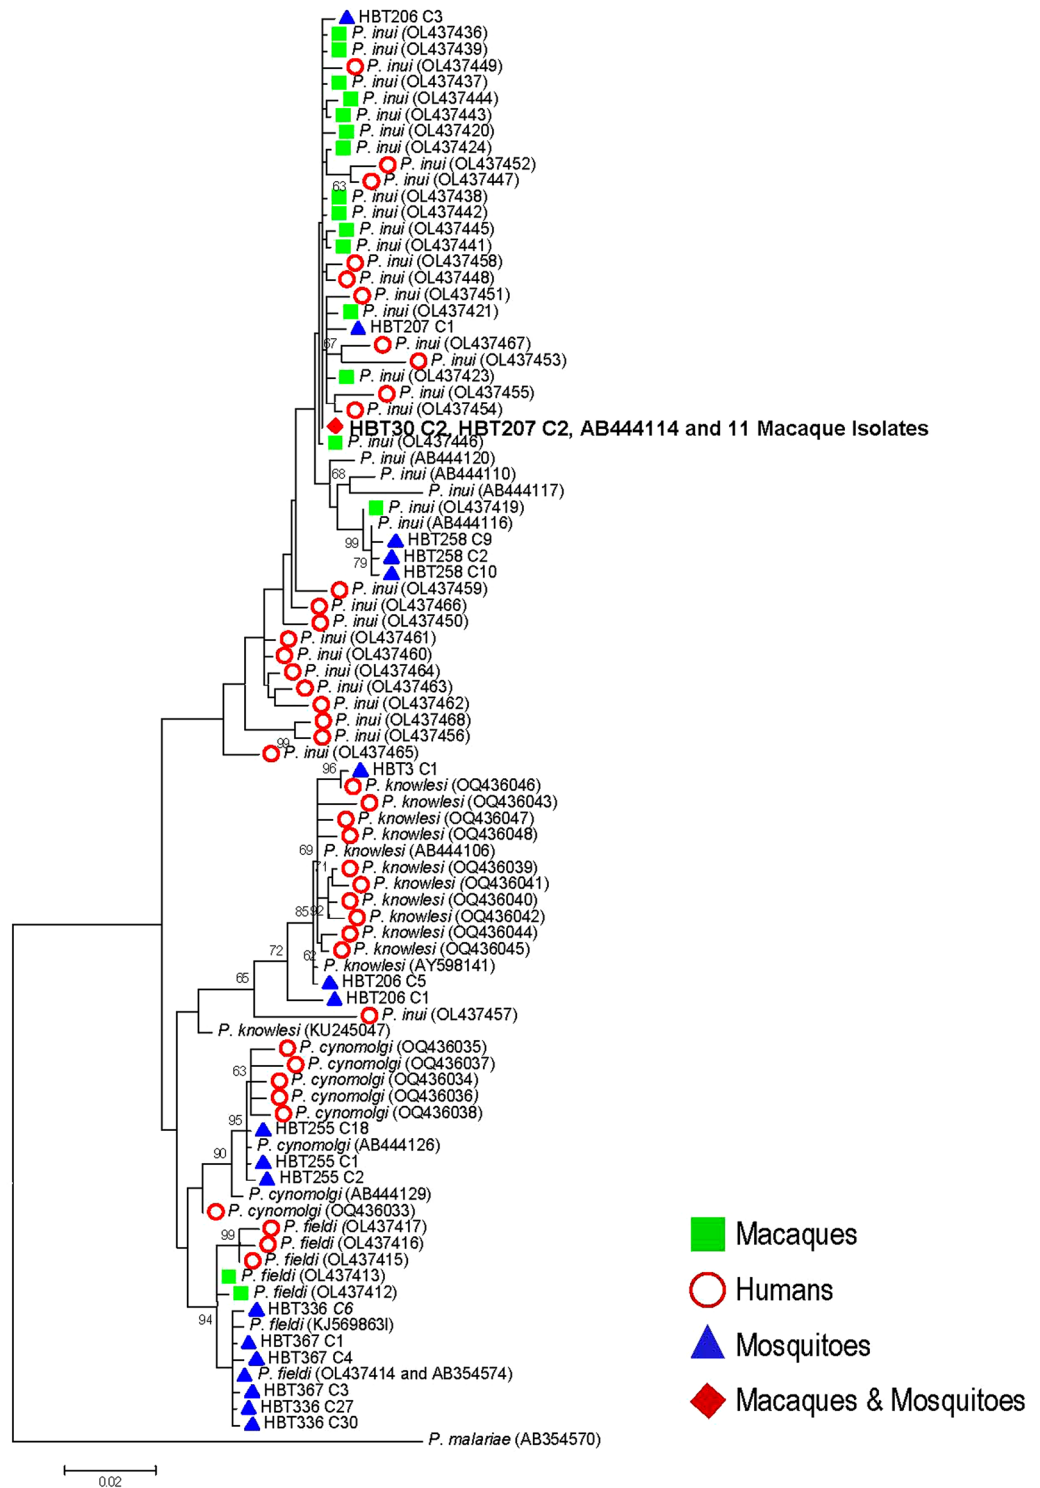 HBT206 C3
P. inui (OL437436)
P. inui (OL437439)
P. inui (OL437449)
P. inui (OL437437)
P. inui (OL437444)
P. inui (OL437443)
P. inui (OL437420)
P. inui (OL437424)
P. inui (OL437452)
P. inui (OL437447)
63
P. inui (OL437438)
P. inui (OL437442)
P. inui (OL437445)
P. inui (OL437441)
P. inui (OL437458)
P. inui (OL437448)
P. inui (OL437451)
P. inui (OL437421)
HBT207 C1
67
P. inui (OL437467)
P. inui (OL437453)
P. inui (OL437423)
P. inui (OL437455)
P. inui (OL437454)
HBT30 C2, HBT207 C2, AB444114 and 11 Macaque Isolates
P. inui (OL437446)
P. inui (AB444120)
68
P. inui (AB444110)
P. inui (AB444117)
P. inui (OL437419)
P. inui (AB444116)
99
HBT258 C9
79
HBT258 C2
HBT258 C10
P. inui (OL437459)
P. inui (OL437466)
P. inui (OL437450)
P. inui (OL437461)
P. inui (OL437460)
P. inui (OL437464)
P. inui (OL437463)
P. inui (OL437462)
P. inui (OL437468)
99
P. inui (OL437456)
P. inui (OL437465)
96
HBT3 C1
P. knowlesi (OQ436046)
P. knowlesi (OQ436043)
P. knowlesi (OQ436047)
P. knowlesi (OQ436048)
69
P. knowlesi (AB444106)
71
P. knowlesi (OQ436039)
P. knowlesi (OQ436041)
P. knowlesi (OQ436040)
85 92
P. knowlesi (OQ436042)
P. knowlesi (OQ436044)
72
62
P. knowlesi (OQ436045)
P. knowlesi (AY598141)
65
HBT206 C5
HBT206 C1
P. inui (OL437457)
P. knowlesi (KU245047)
P. cynomolgi (OQ436035)
P. cynomolgi (OQ436037)
63
P. cynomolgi (OQ436034)
P. cynomolgi (OQ436036)
P. cynomolgi (OQ436038)
95
HBT255 C18
P. cynomolgi (AB444126)
90
HBT255 C1
HBT255 C2
P. cynomolgi (AB444129)
P. cynomolgi (OQ436033)
P. fieldi (OL437417)
99
P. fieldi (OL437416)
P. fieldi (OL437415)
P. fieldi (OL437413)
P. fieldi (OL437412)
94
HBT336 C6
P. fieldi (KJ569863l)
HBT367 C1
HBT367 C4
P. fieldi (OL437414 and AB354574)
HBT367 C3
HBT336 C27
HBT336 C30
P. malariae (AB354570)
0.02
Macaques
Humans
Mosquitoes
Macaques & Mosquitoes